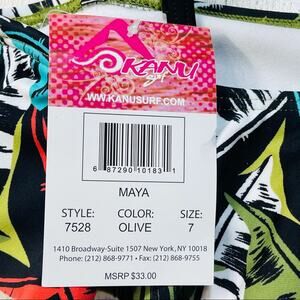 KANU
surf
WWW.KANUSURF.COM
6 87290 10183 1
MAYA
STYLE: COLOR: SIZE:
7528 OLIVE 7
1410 Broadway-Suite 1507 New York, NY 10018
Phone: (212) 868-9771 • Fax: (212) 868-9755
MSRP $33.00